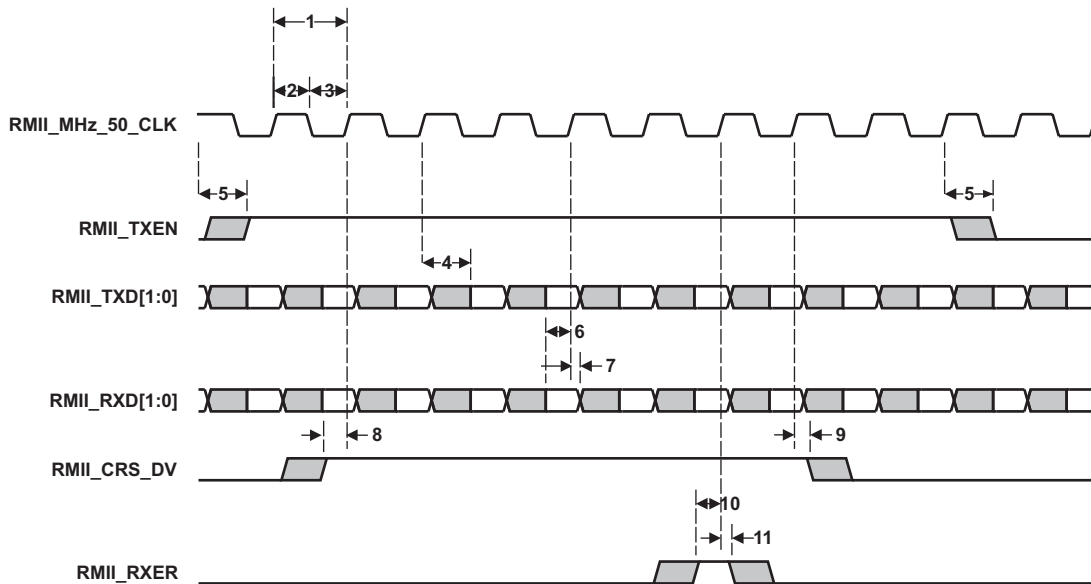 1
2 3
RMII_MHz_50_CLK
5 5
RMII_TXEN
4
RMII_TXD[1:0]
6
7
RMII_RXD[1:0]
8 9
RMII_CRS_DV
10
11
RMII_RXER